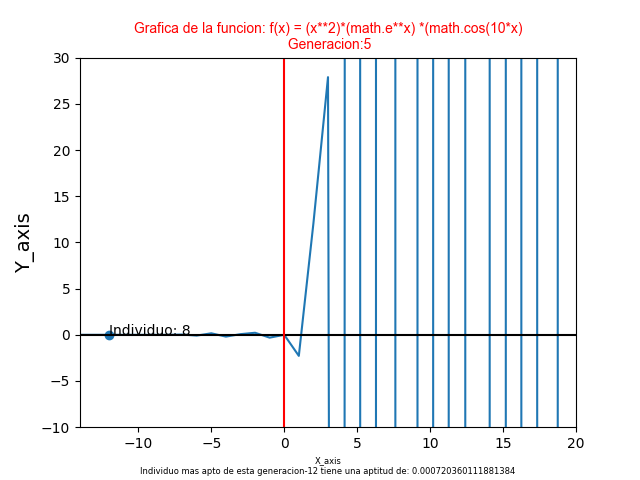 Grafica de la funcion: f(x) = (x**2)*(math.e**x) *(math.cos(10*x)
Generacion:5
30
25
20
15
10
5
0
−5
−10
Y_axis
Individuo: 8
−10
−5
0
5
10
15
20
X_axis
Individuo mas apto de esta generacion-12 tiene una aptitud de: 0.000720360111881384